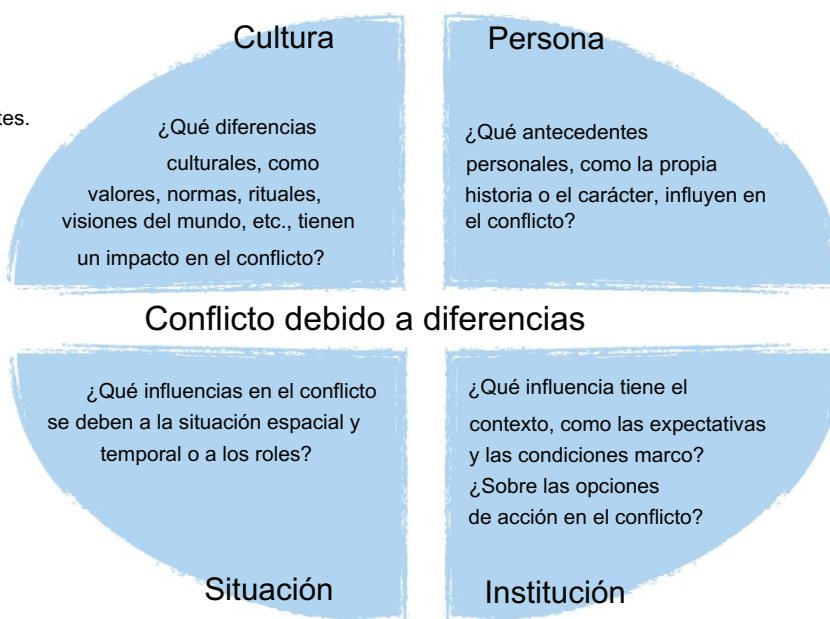 Cultura
Persona
tes.
¿Qué diferencias
culturales, como
valores, normas, rituales,
visiones del mundo, etc., tienen
un impacto en el conflicto?
¿Qué antecedentes
personales, como la propia
historia o el carácter, influyen en
el conflicto?
Conflicto debido a diferencias
¿Qué influencias en el conflicto
se deben a la situación espacial y
temporal o a los roles?
¿Qué influencia tiene el
contexto, como las expectativas
y las condiciones marco?
¿Sobre las opciones
de acción en el conflicto?
Situación
Institución